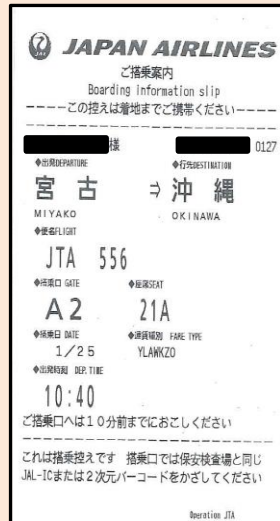 JAPAN AIRLINES
ご搭乗案内
Boarding information slip
-----この控えは着地までご携帯ください-----
様 0127
◆出発DEPARTURE ◆行先DESTINATION
宮古 ⇒ 沖縄
MIYAKO OKINAWA
◆便名FLIGHT
JTA 556
◆搭乗口 GATE ◆座席SEAT
A2 21A
◆搭乗日 DATE ◆運賃種別 FARE TYPE
1/25 YLAWKZO
◆出発時刻 DEP.TIME
10:40
ご搭乗口へは10分前までにおこしください
これは搭乗控えです 搭乗口では保安検査場と同じ
JAL-ICまたは2次元バーコードをかざしてください
Operation JTA